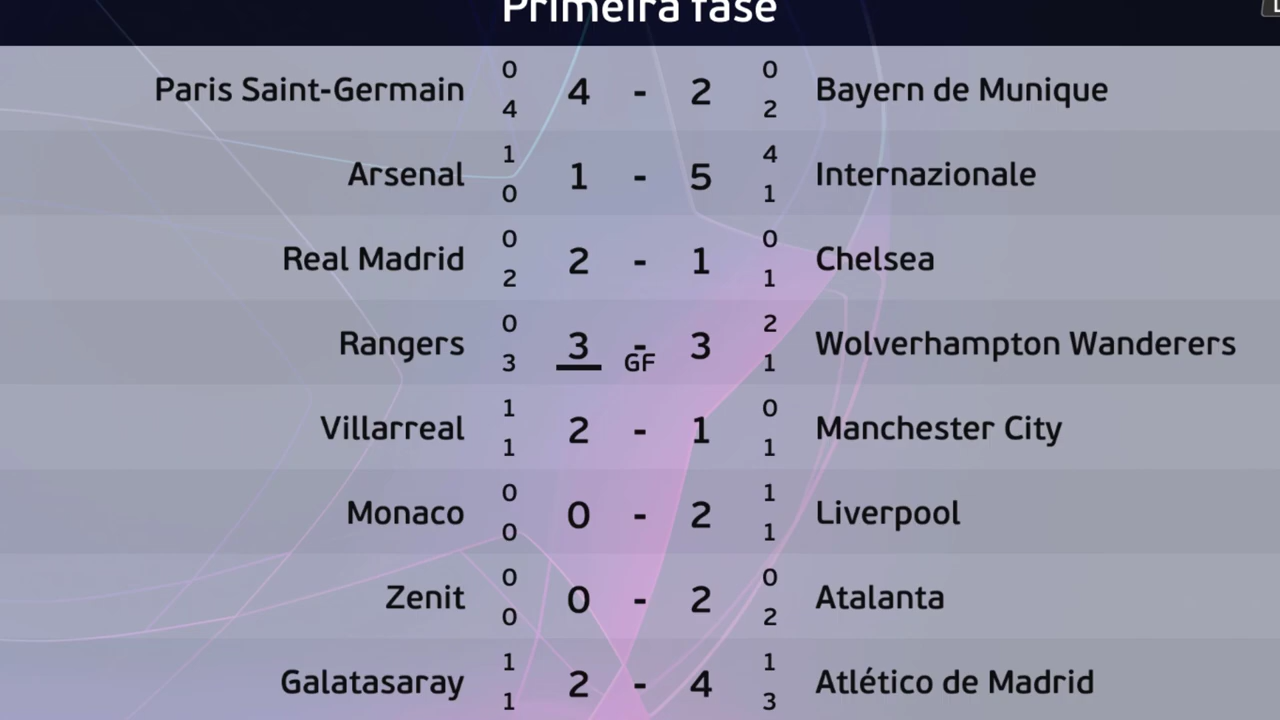 Primeira fase
Paris Saint-Germain 0 4 4 - 2 0 2 Bayern de Munique
Arsenal 1 0 1 - 5 4 1 Internazionale
Real Madrid 0 2 2 - 1 0 1 Chelsea
Rangers 0 3 3 - GF 3 2 1 Wolverhampton Wanderers
Villarreal 1 1 2 - 1 0 1 Manchester City
Monaco 0 0 0 - 2 1 1 Liverpool
Zenit 0 0 0 - 2 0 2 Atalanta
Galatasaray 1 1 2 - 4 1 3 Atlético de Madrid